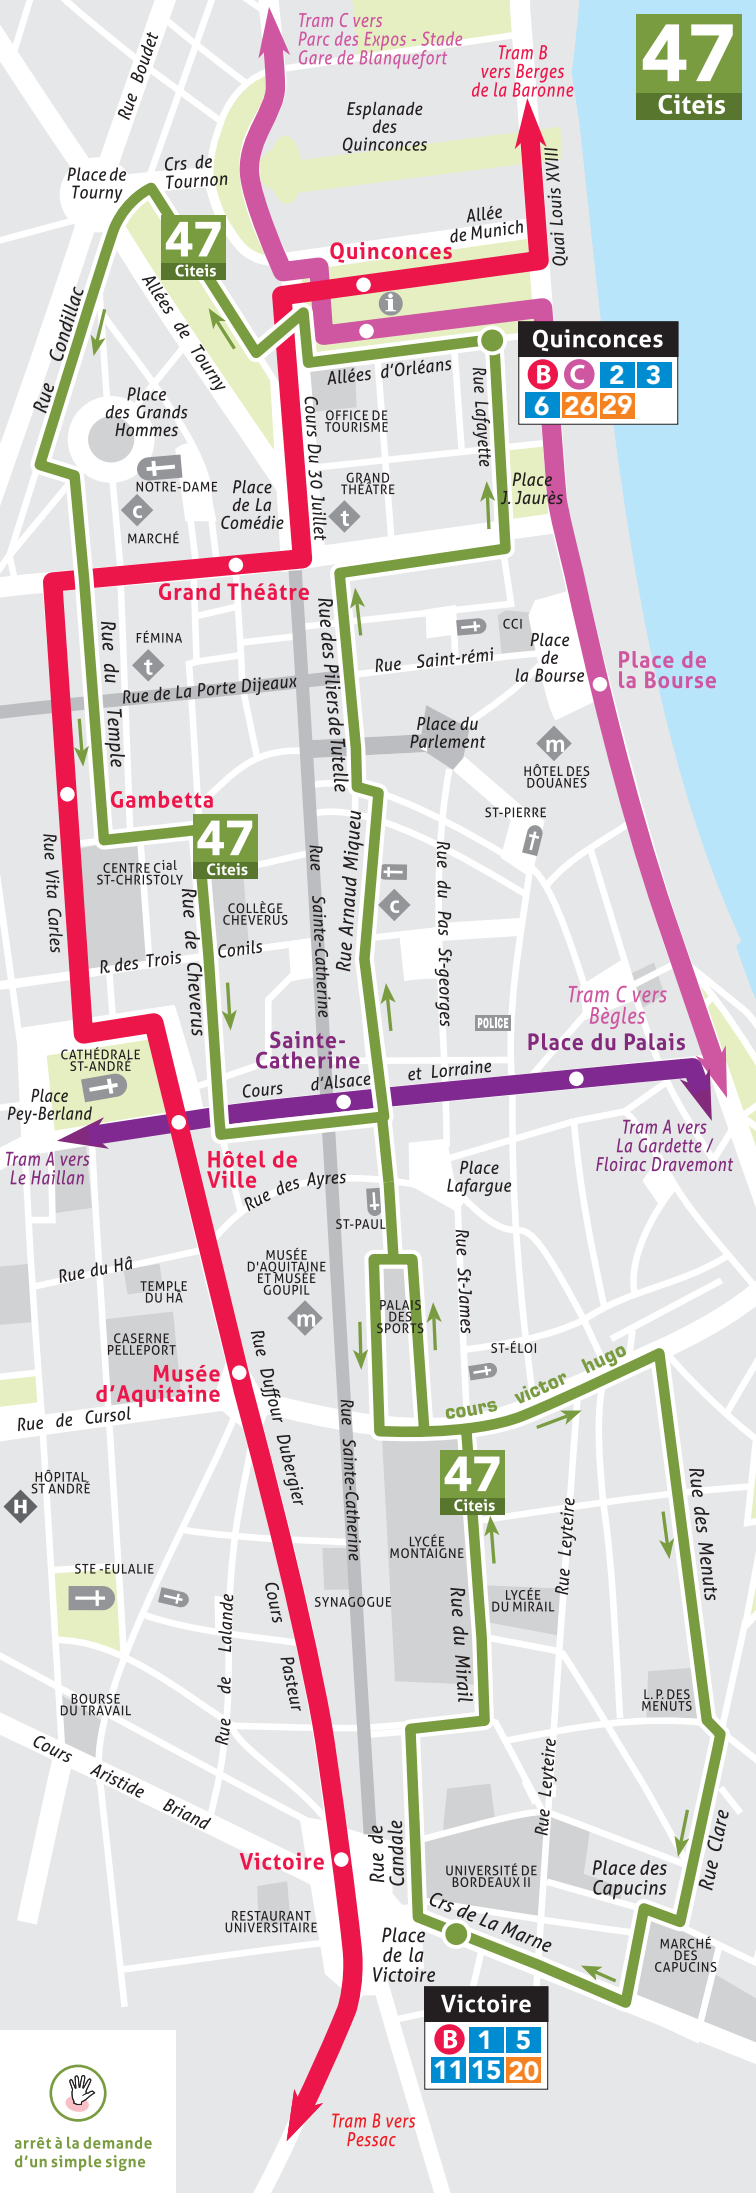 Tram C vers
Parc des Expos - Stade
Gare de Blanquefort
Tram B
vers Berges
de la Baronne
47
Citeis
Rue Boudet
Esplanade
des
Quinconces
Place de
Tourny
Crs de
Tournon
Quai Louis XVIII
Allée
de Munich
47
Citeis
Quinconces
i
Allées de Tourny
Rue Condillac
Quinconces
B C 2 3
6 26 29
Allées d'Orléans
Rue Lafayette
Cours Du 30 Juillet
OFFICE DE
TOURISME
Place
des Grands
Hommes
NOTRE-DAME
c
MARCHÉ
Place
de La
Comédie
GRAND
THÉÂTRE
t
Place
J. Jaurès
Grand Théâtre
Rue des Piliers de Tutelle
Rue du Temple
FÉMINA
t
Rue de La Porte Dijeaux
Rue Saint-rémi
CCI
Place
de
la Bourse
Place de
la Bourse
Place du
Parlement
m
HÔTEL DES
DOUANES
ST-PIERRE
Gambetta
47
Citeis
Rue Vita Carles
CENTRE Cial
ST-CHRISTOLY
COLLÈGE
CHEVERUS
Rue de Cheverus
R. des Trois Conils
Rue Sainte-Catherine
Rue Arnaud Miqueu
c
Rue du Pas St-georges
POLICE
Tram C vers
Bègles
Place du Palais
Sainte-
Catherine
CATHÉDRALE
ST-ANDRÉ
Place
Pey-Berland
Cours d'Alsace et Lorraine
Tram A vers
Le Haillan
Tram A vers
La Gardette /
Floirac Dravemont
Hôtel de
Ville
Rue des Ayres
Place
Lafargue
ST-PAUL
Rue du Hâ
TEMPLE
DU HÂ
MUSÉE
D'AQUITAINE
ET MUSÉE
GOUPIL
m
Rue St-James
PALAIS
DES
SPORTS
CASERNE
PELLEPORT
Musée
d'Aquitaine
Rue Duffour Dubergier
ST-ÉLOI
cours victor hugo
Rue de Cursol
Rue Sainte-Catherine
47
Citeis
HÔPITAL
ST ANDRÉ
H
Rue des Menuts
Rue Leyteire
LYCÉE
MONTAIGNE
STE-EULALIE
SYNAGOGUE
LYCÉE
DU MIRAIL
Rue du Mirail
Cours Pasteur
Rue de Lalande
BOURSE
DU TRAVAIL
L.P. DES
MENUTS
Cours Aristide Briand
Rue Leyteire
Rue Clare
Victoire
Rue de
Candale
UNIVERSITÉ DE
BORDEAUX II
Place des
Capucins
RESTAURANT
UNIVERSITAIRE
Crs de La Marne
Place
de la
Victoire
MARCHÉ
DES
CAPUCINS
Victoire
B 1 5
11 15 20
arrêt à la demande
d'un simple signe
Tram B vers
Pessac